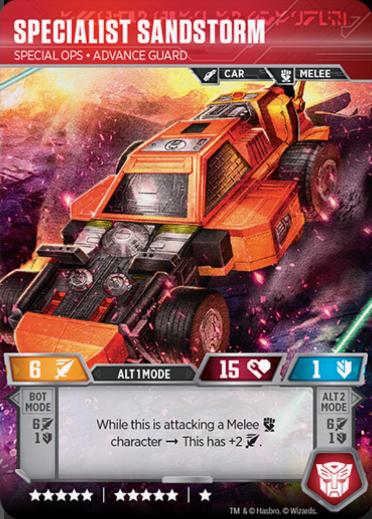 SPECIALIST SANDSTORM
SPECIAL OPS • ADVANCE GUARD
CAR MELEE
6 ALT 1 MODE 15 1
BOT MODE
6
1
While this is attacking a Melee
character → This has +2 .
ALT 2 MODE
6
1
★★★★★ | ★★★★★ | ★
TM & © Hasbro, © Wizards.